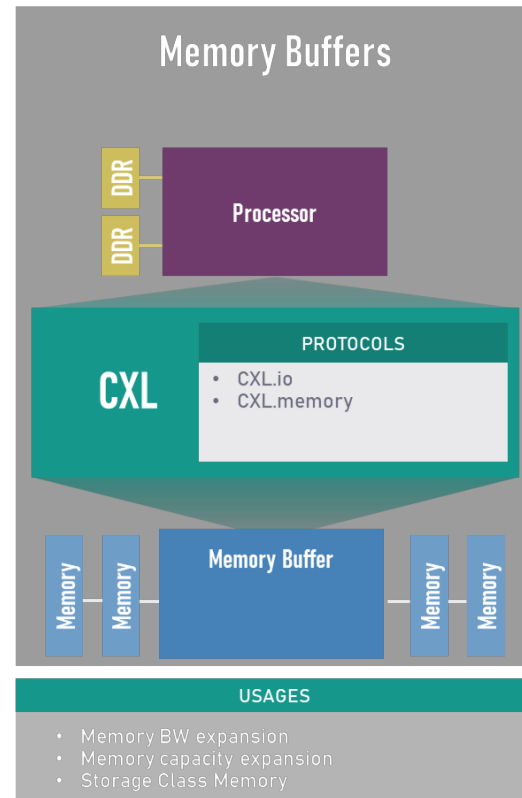 Memory Buffers
DDR
Processor
DDR
PROTOCOLS
CXL
• CXL.io
• CXL.memory
Memory Buffer
Memory
Memory
Memory
Memory
USAGES
• Memory BW expansion
• Memory capacity expansion
• Storage Class Memory